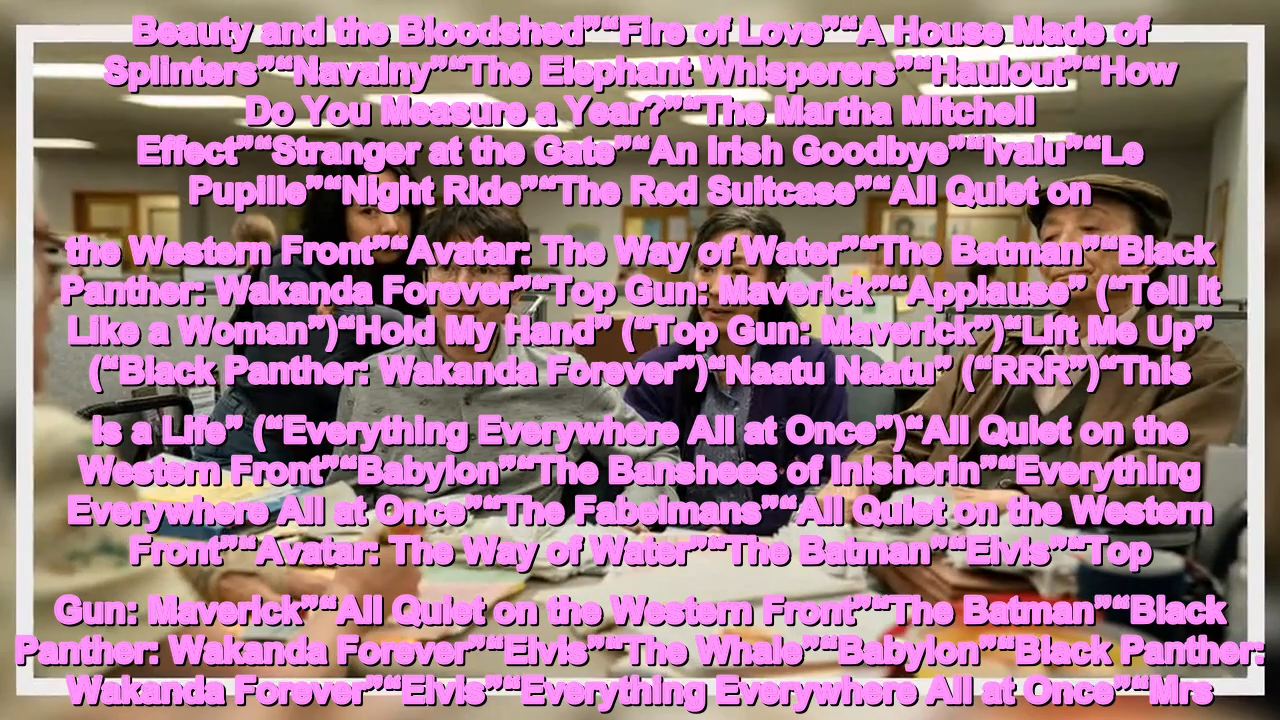 Beauty and the Bloodshed”“Fire of Love”“A House Made of
Splinters”“Navalny”“The Elephant Whisperers”“Haulout”“How
Do You Measure a Year?”“The Martha Mitchell
Effect”“Stranger at the Gate”“An Irish Goodbye”“Ivalu”“Le
Pupille”“Night Ride”“The Red Suitcase”“All Quiet on
the Western Front”“Avatar: The Way of Water”“The Batman”“Black
Panther: Wakanda Forever”“Top Gun: Maverick”“Applause” (“Tell It
Like a Woman”)“Hold My Hand” (“Top Gun: Maverick”)“Lift Me Up”
(“Black Panther: Wakanda Forever”)“Naatu Naatu” (“RRR”)“This
Is a Life” (“Everything Everywhere All at Once”)“All Quiet on the
Western Front”“Babylon”“The Banshees of Inisherin”“Everything
Everywhere All at Once”“The Fabelmans”“All Quiet on the Western
Front”“Avatar: The Way of Water”“The Batman”“Elvis”“Top
Gun: Maverick”“All Quiet on the Western Front”“The Batman”“Black
Panther: Wakanda Forever”“Elvis”“The Whale”“Babylon”“Black Panther:
Wakanda Forever”“Elvis”“Everything Everywhere All at Once”“Mrs